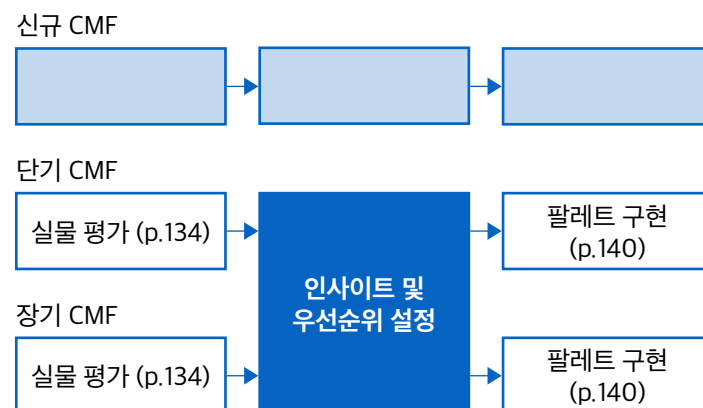 신규 CMF
단기 CMF
실물 평가 (p.134)
인사이트 및
우선순위 설정
팔레트 구현
(p.140)
장기 CMF
실물 평가 (p.134)
팔레트 구현
(p.140)